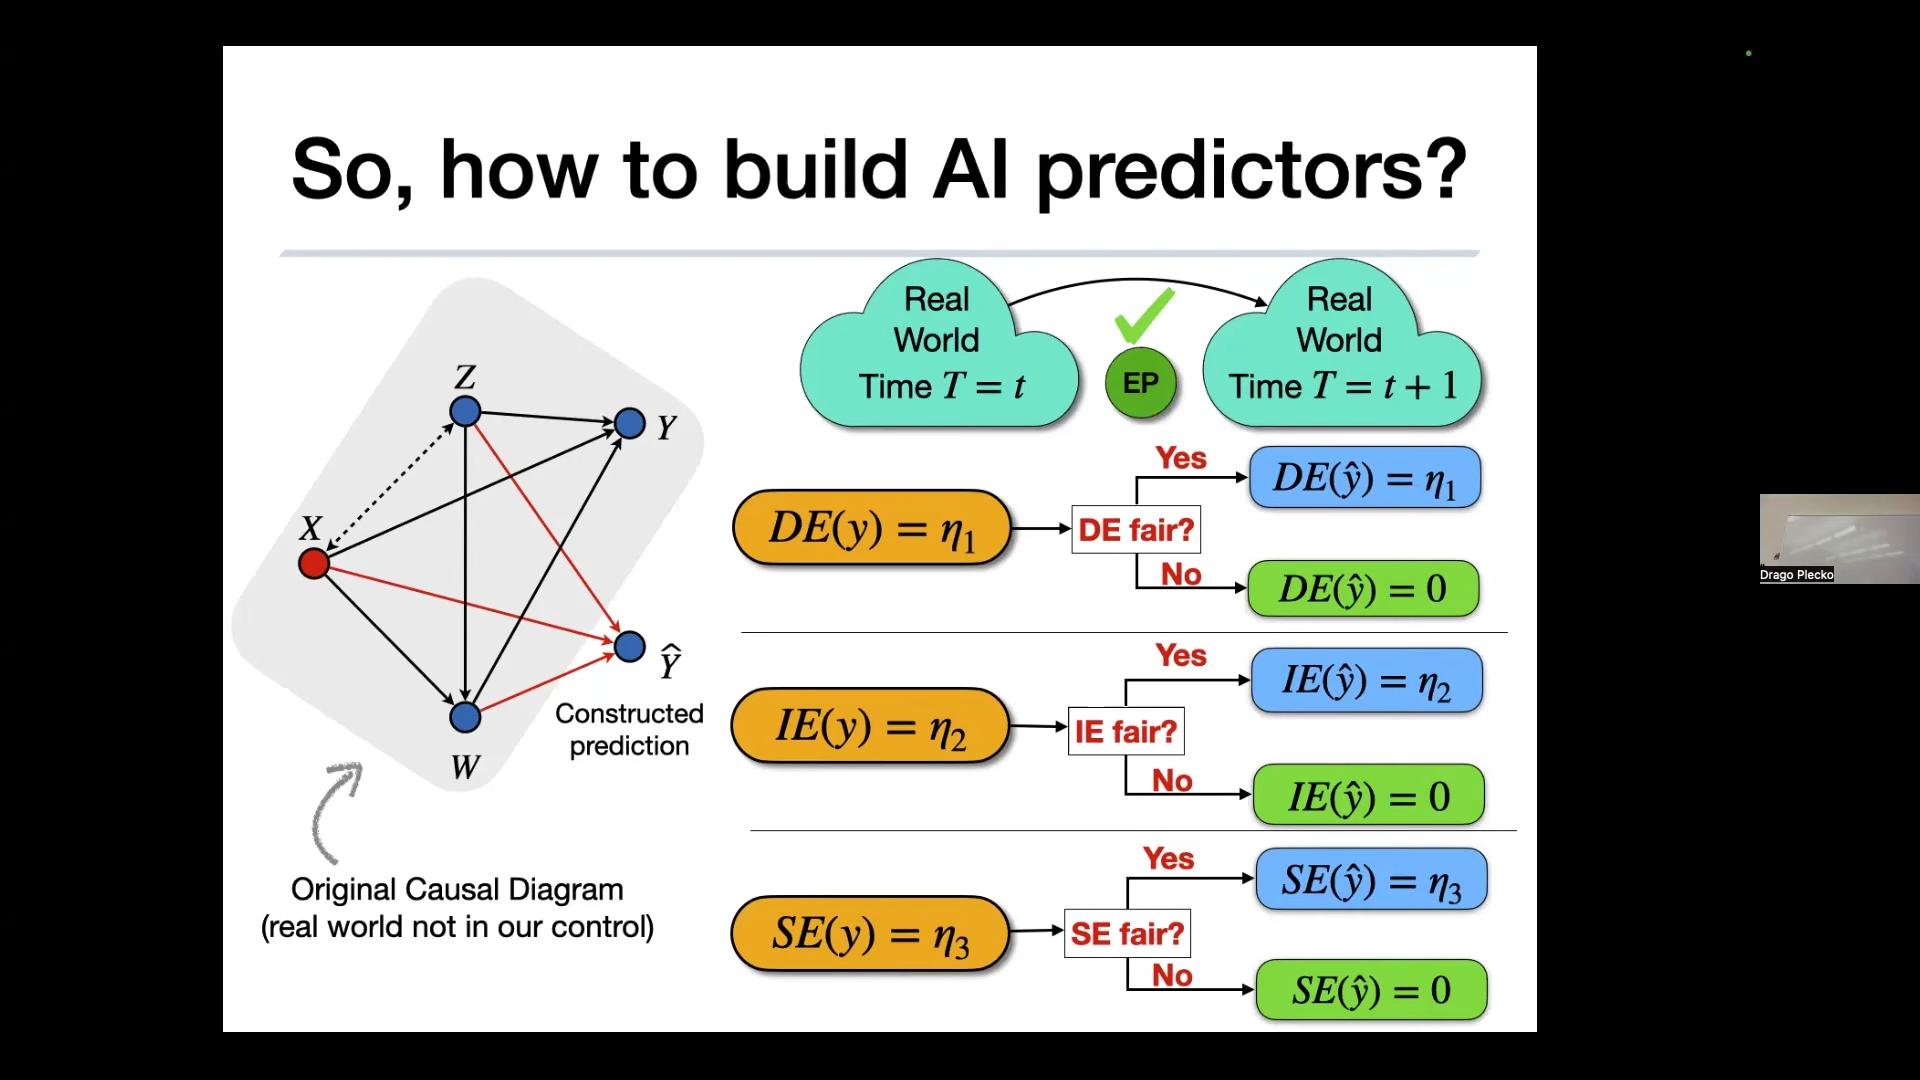 So, how to build AI predictors?
Real
World
Time T = t
EP
Real
World
Time T = t + 1
Z
Y
X
Ŷ
W
Constructed
prediction
Original Causal Diagram
(real world not in our control)
DE(y) = η₁
DE fair?
Yes
DE(ŷ) = η₁
No
DE(ŷ) = 0
IE(y) = η₂
IE fair?
Yes
IE(ŷ) = η₂
No
IE(ŷ) = 0
SE(y) = η₃
SE fair?
Yes
SE(ŷ) = η₃
No
SE(ŷ) = 0
Drago Plecko